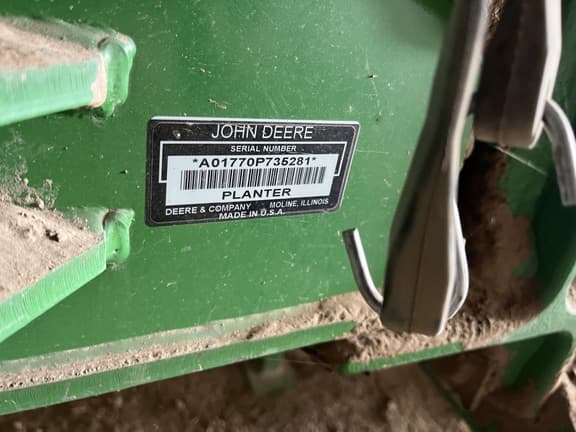 JOHN DEERE
SERIAL NUMBER
*A01770P735281*
PLANTER
DEERE & COMPANY MOLINE, ILLINOIS
MADE IN U.S.A.